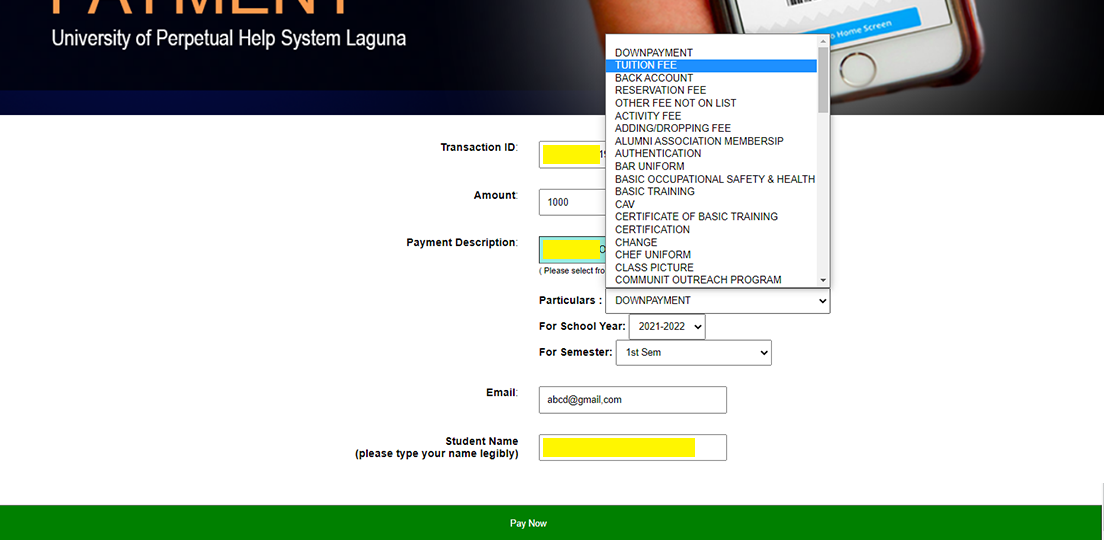 PAYMENT
University of Perpetual Help System Laguna
to Home Screen
DOWNPAYMENT
TUITION FEE
BACK ACCOUNT
RESERVATION FEE
OTHER FEE NOT ON LIST
ACTIVITY FEE
ADDING/DROPPING FEE
ALUMNI ASSOCIATION MEMBERSIP
AUTHENTICATION
BAR UNIFORM
BASIC OCCUPATIONAL SAFETY & HEALTH
BASIC TRAINING
CAV
CERTIFICATE OF BASIC TRAINING
CERTIFICATION
CHANGE
CHEF UNIFORM
CLASS PICTURE
COMMUNIT OUTREACH PROGRAM
Transaction ID:
Amount:
1000
Payment Description:
( Please select fro
Particulars : DOWNPAYMENT
For School Year: 2021-2022
For Semester: 1st Sem
Email:
abcd@gmail.com
Student Name
(please type your name legibly)
Pay Now